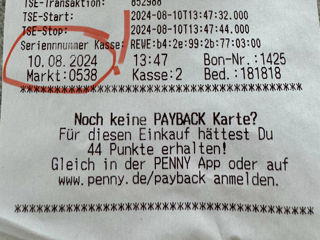 TSE-Transaktion: 852988
TSE-Start: 2024-08-10T13:47:32.000
TSE-Stop: 2024-08-10T13:47:44.000
Seriennnummer Kasse: REWE:b4:2e:99:2b:77:03:00
10.08.2024 13:47 Bon-Nr.:1425
Markt:0538 Kasse:2 Bed.:181818
****************************************
Noch keine PAYBACK Karte?
Für diesen Einkauf hättest Du
44 Punkte erhalten!
Gleich in der PENNY App oder auf
www.penny.de/payback anmelden.
****************************************